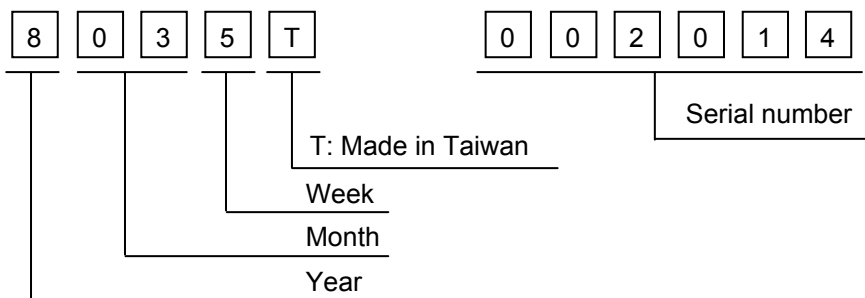 8 0 3 5 T 0 0 2 0 1 4
Serial number
T: Made in Taiwan
Week
Month
Year